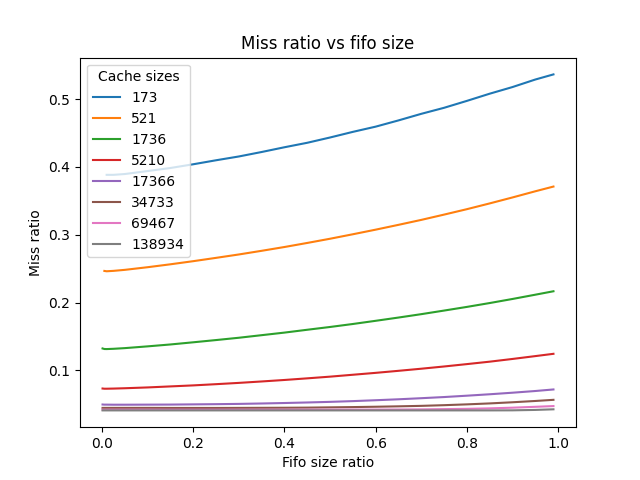 Miss ratio vs fifo size
Cache sizes
173
521
1736
5210
17366
34733
69467
138934
0.5
0.4
0.3
0.2
0.1
Miss ratio
0.0 0.2 0.4 0.6 0.8 1.0
Fifo size ratio